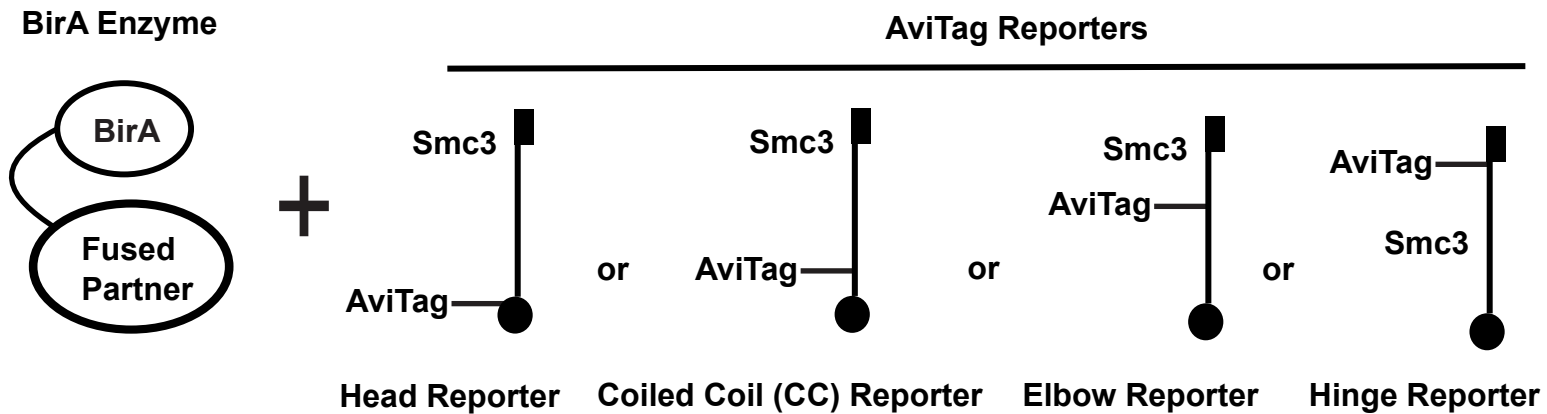 BirA Enzyme
AviTag Reporters
BirA
Fused
Partner
+
Smc3
AviTag
Head Reporter
or
Smc3
AviTag
Coiled Coil (CC) Reporter
or
Smc3
AviTag
Elbow Reporter
or
AviTag
Smc3
Hinge Reporter